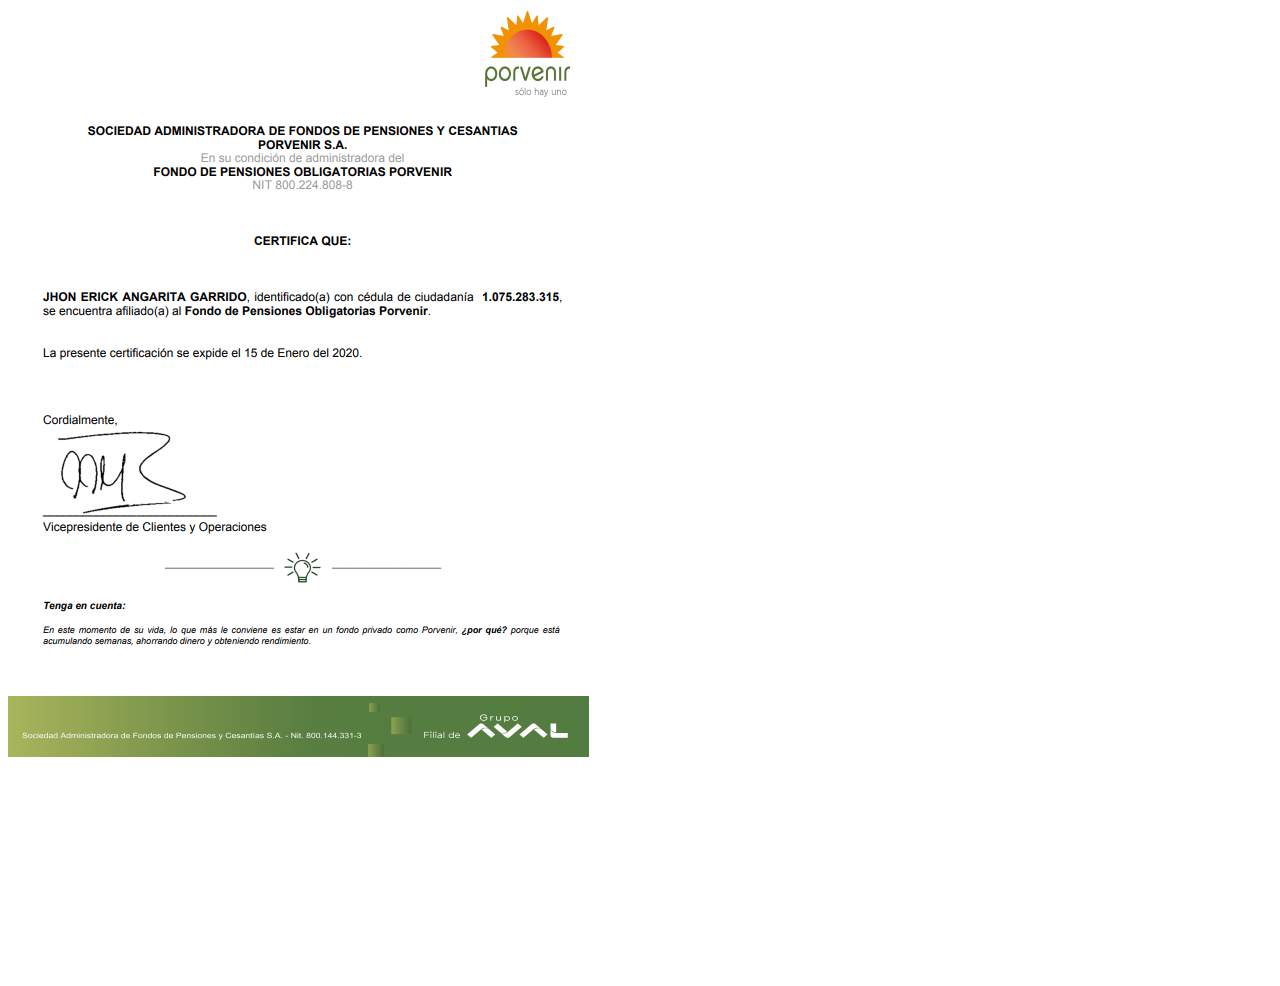 porvenir
sólo hay uno
SOCIEDAD ADMINISTRADORA DE FONDOS DE PENSIONES Y CESANTIAS
PORVENIR S.A.
En su condición de administradora del
FONDO DE PENSIONES OBLIGATORIAS PORVENIR
NIT 800.224.808-8
CERTIFICA QUE:
JHON ERICK ANGARITA GARRIDO, identificado(a) con cédula de ciudadanía 1.075.283.315,
se encuentra afiliado(a) al Fondo de Pensiones Obligatorias Porvenir.
La presente certificación se expide el 15 de Enero del 2020.
Cordialmente,
Vicepresidente de Clientes y Operaciones
Tenga en cuenta:
En este momento de su vida, lo que más le conviene es estar en un fondo privado como Porvenir, ¿por qué? porque está
acumulando semanas, ahorrando dinero y obteniendo rendimiento.
Sociedad Administradora de Fondos de Pensiones y Cesantías S.A. - Nit. 800.144.331-3
Filial de
Grupo
AVAL